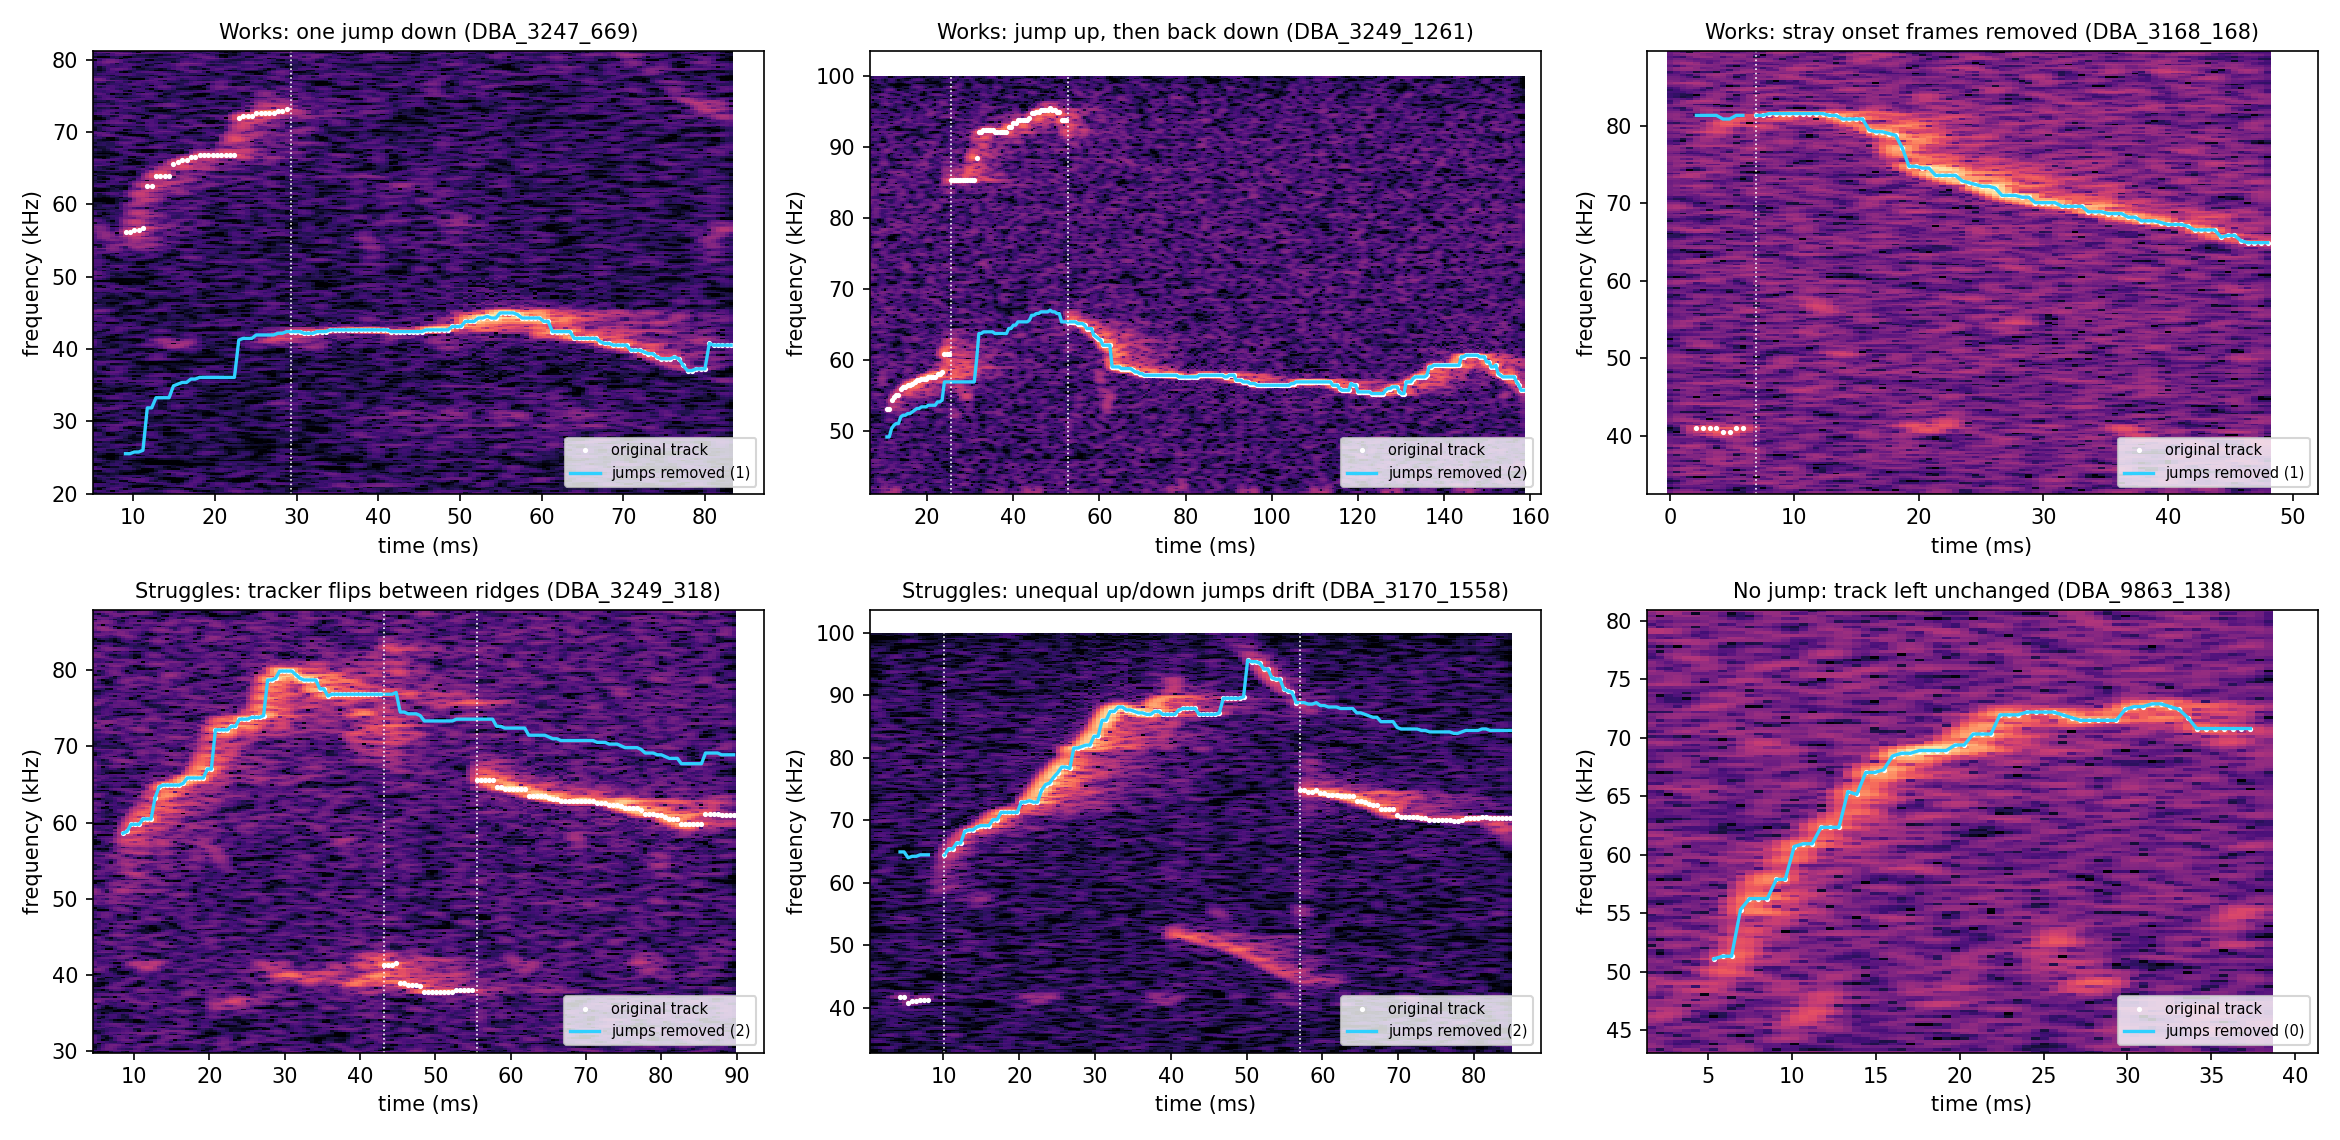 Works: one jump down (DBA_3247_669)
80
70
60
50
40
30
20
frequency (kHz)
10 20 30 40 50 60 70 80
time (ms)
original track
jumps removed (1)
Works: jump up, then back down (DBA_3249_1261)
100
90
80
70
60
50
frequency (kHz)
20 40 60 80 100 120 140 160
time (ms)
original track
jumps removed (2)
Works: stray onset frames removed (DBA_3168_168)
80
70
60
50
40
frequency (kHz)
0 10 20 30 40 50
time (ms)
original track
jumps removed (1)
Struggles: tracker flips between ridges (DBA_3249_318)
80
70
60
50
40
30
frequency (kHz)
10 20 30 40 50 60 70 80 90
time (ms)
original track
jumps removed (2)
Struggles: unequal up/down jumps drift (DBA_3170_1558)
100
90
80
70
60
50
40
frequency (kHz)
10 20 30 40 50 60 70 80
time (ms)
original track
jumps removed (2)
No jump: track left unchanged (DBA_9863_138)
80
75
70
65
60
55
50
45
frequency (kHz)
5 10 15 20 25 30 35 40
time (ms)
original track
jumps removed (0)